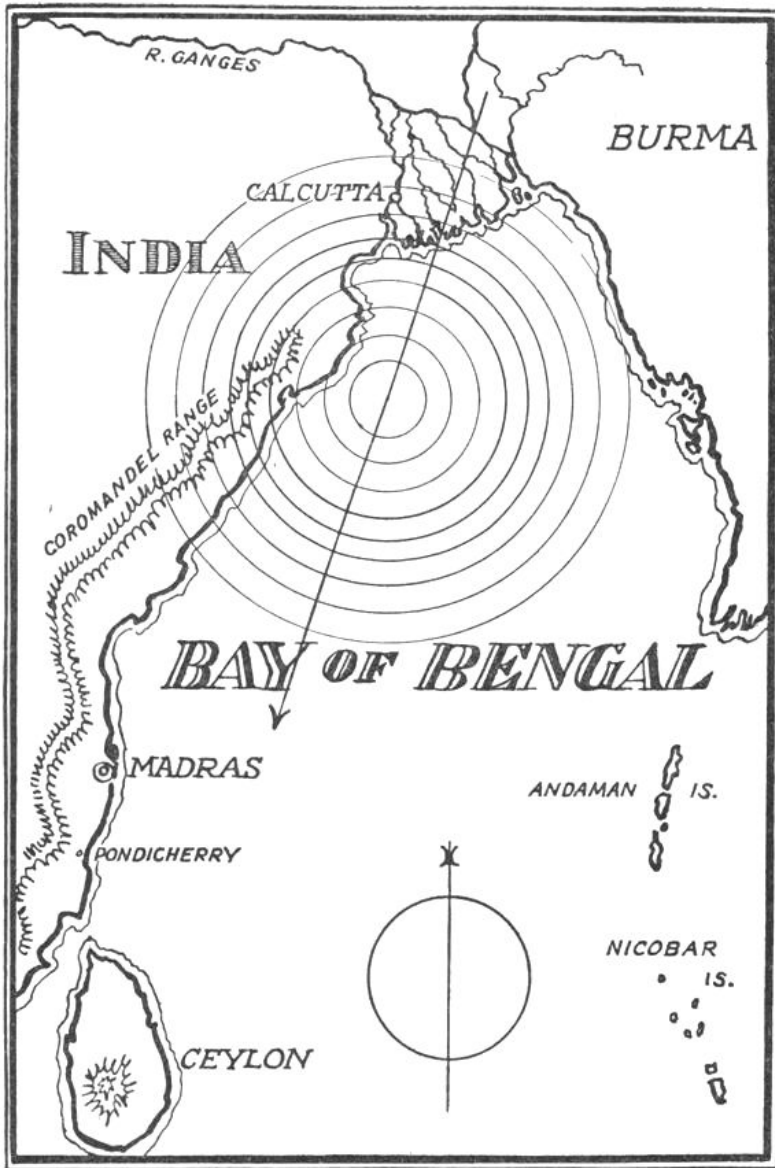 R. GANGES
BURMA
CALCUTTA
INDIA
COROMANDEL RANGE
BAY OF BENGAL
MADRAS
ANDAMAN IS.
PONDICHERRY
NICOBAR
IS.
CEYLON